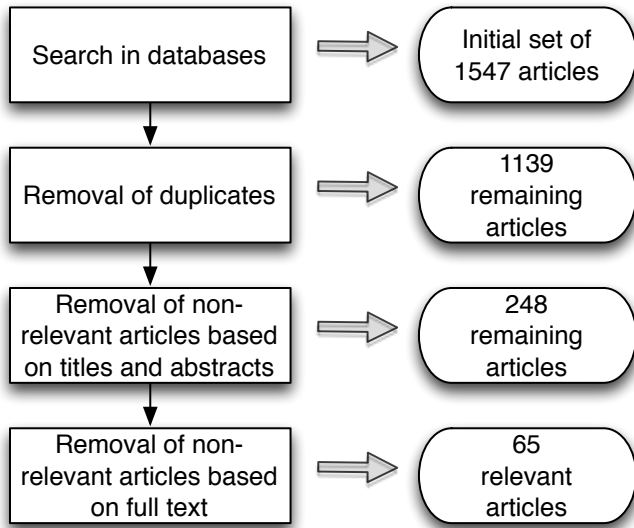 Search in databases
Initial set of
1547 articles
Removal of duplicates
1139
remaining
articles
Removal of non-
relevant articles based
on titles and abstracts
248
remaining
articles
Removal of non-
relevant articles based
on full text
65
relevant
articles